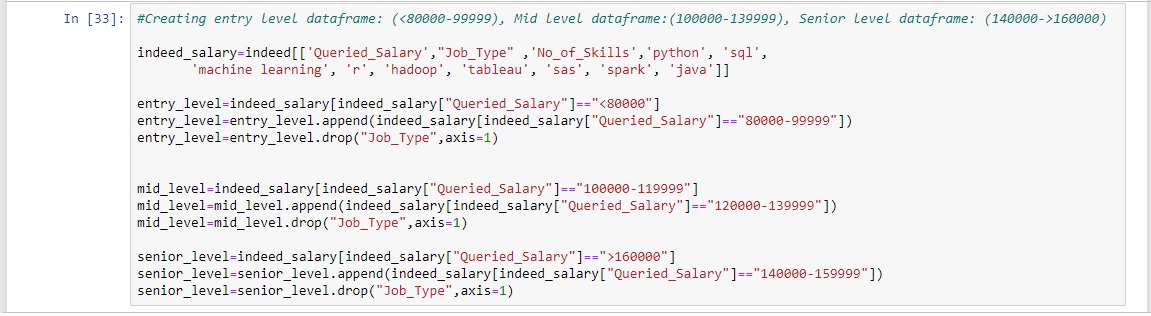 In [33]: #Creating entry level dataframe: (<80000-99999), Mid Level dataframe:(100000-139999), Senior Level dataframe: (140000->160000)
indeed_salary=indeed[['Queried_Salary',"Job_Type" ,'No_of_Skills','python', 'sql',
'machine learning', 'r', 'hadoop', 'tableau', 'sas', 'spark', 'java']]
entry_level=indeed_salary[indeed_salary["Queried_Salary"]=="<80000"]
entry_level=entry_level.append(indeed_salary[indeed_salary["Queried_Salary"]=="80000-99999"])
entry_level=entry_level.drop("Job_Type",axis=1)
mid_level=indeed_salary[indeed_salary["Queried_Salary"]=="100000-119999"]
mid_level=mid_level.append(indeed_salary[indeed_salary["Queried_Salary"]=="120000-139999"])
mid_level=mid_level.drop("Job_Type",axis=1)
senior_level=indeed_salary[indeed_salary["Queried_Salary"]==">160000"]
senior_level=senior_level.append(indeed_salary[indeed_salary["Queried_Salary"]=="140000-159999"])
senior_level=senior_level.drop("Job_Type",axis=1)